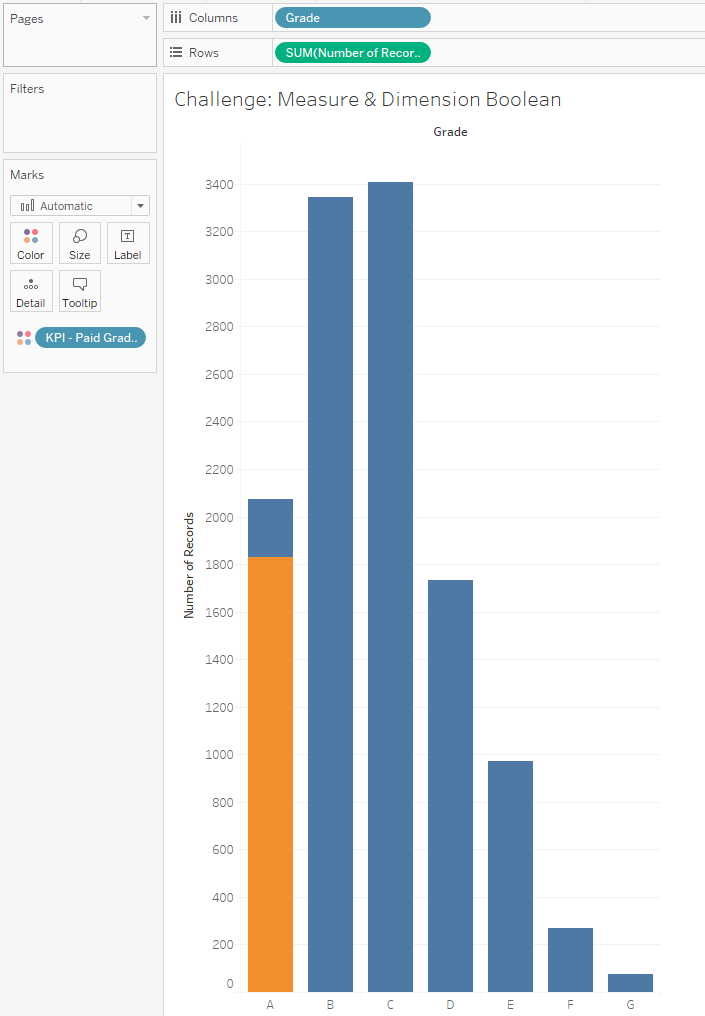 Pages
Columns
Grade
Rows
SUM(Number of Recor..
Filters
Marks
Automatic
Color
Size
Label
Detail
Tooltip
KPI - Paid Grad..
Challenge: Measure & Dimension Boolean
Grade
Number of Records
3400
3200
3000
2800
2600
2400
2200
2000
1800
1600
1400
1200
1000
800
600
400
200
0
A B C D E F G